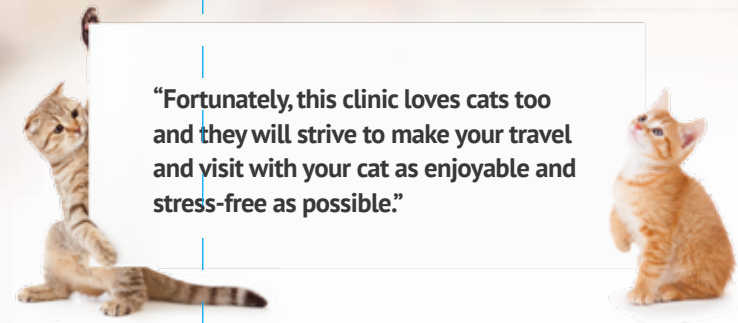 “Fortunately, this clinic loves cats too
and they will strive to make your travel
and visit with your cat as enjoyable and
stress-free as possible.”